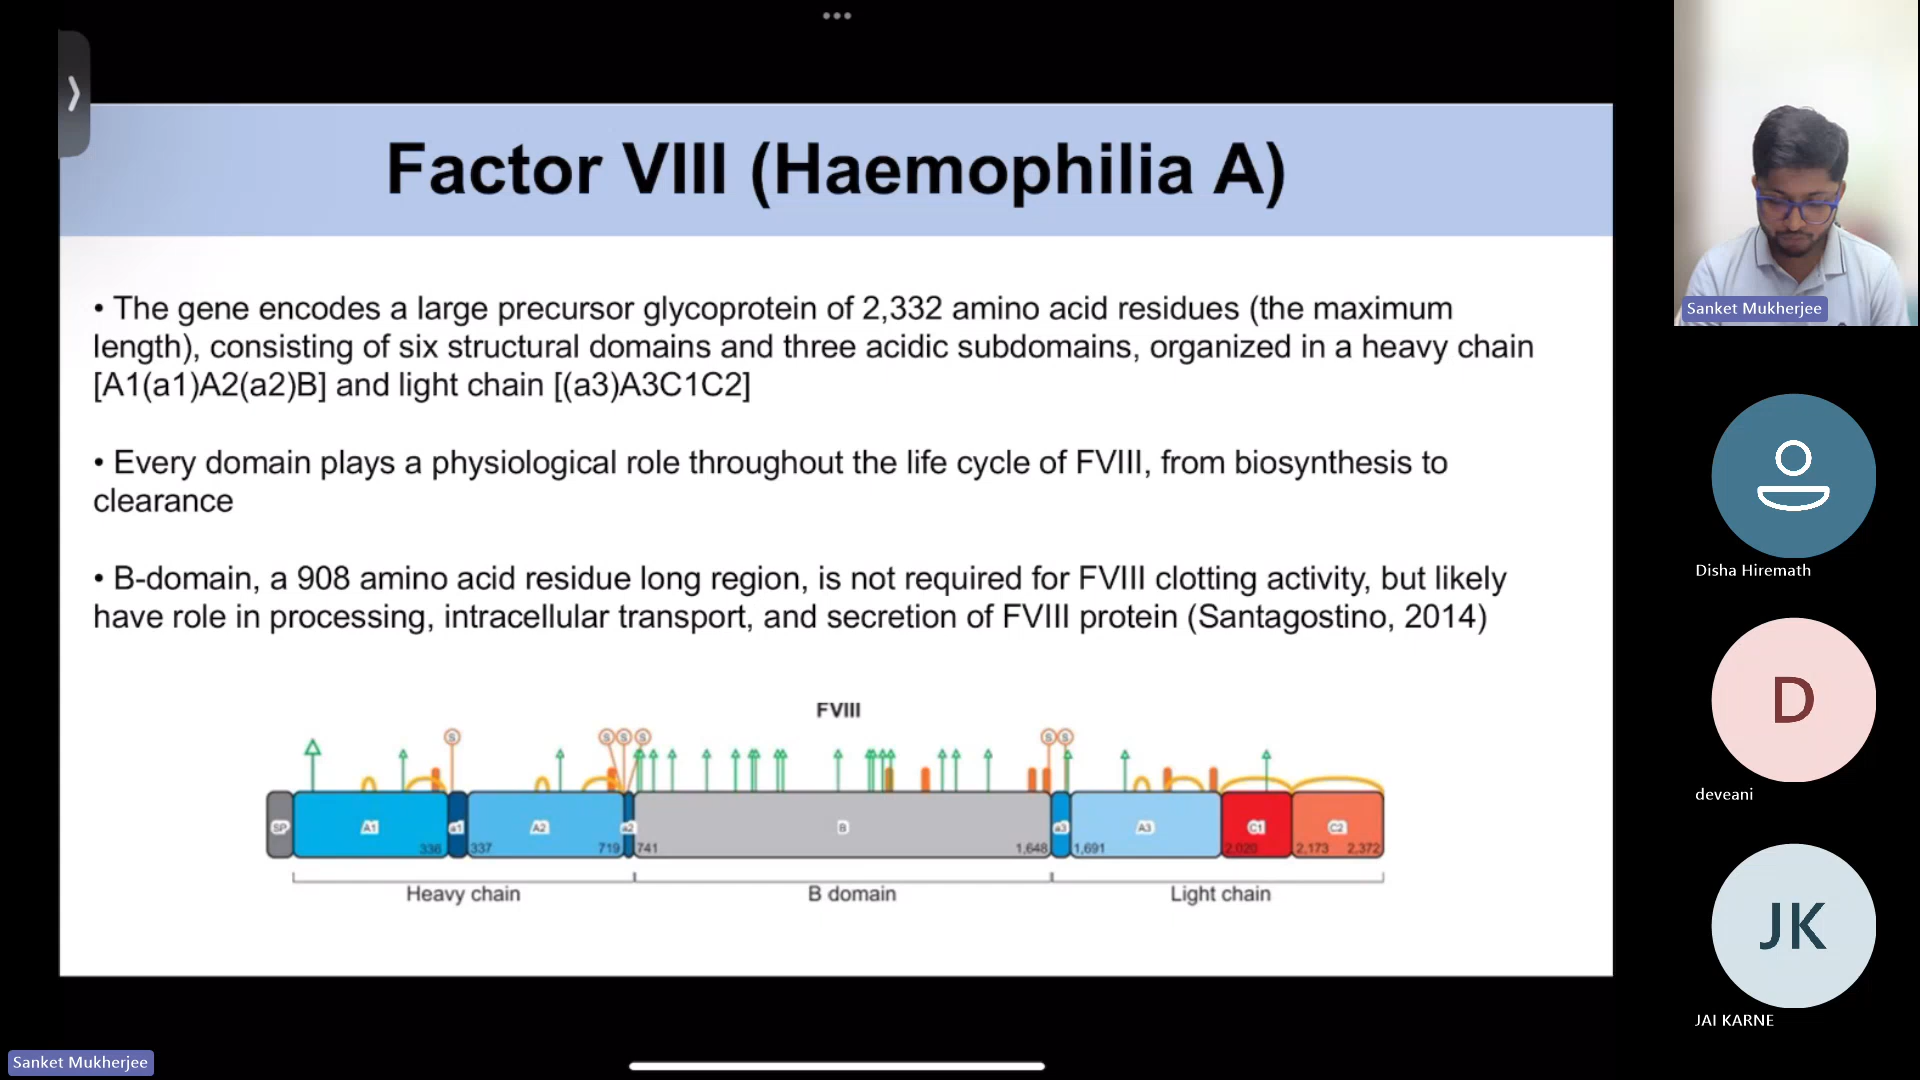 Factor VIII (Haemophilia A)
• The gene encodes a large precursor glycoprotein of 2,332 amino acid residues (the maximum
length), consisting of six structural domains and three acidic subdomains, organized in a heavy chain
[A1(a1)A2(a2)B] and light chain [(a3)A3C1C2]
• Every domain plays a physiological role throughout the life cycle of FVIII, from biosynthesis to
clearance
• B-domain, a 908 amino acid residue long region, is not required for FVIII clotting activity, but likely
have role in processing, intracellular transport, and secretion of FVIII protein (Santagostino, 2014)
FVIII
S S S S S S
SP A1 a1 A2 a2 B a3 A3 C1 C2
336 337 719 741 1,648 1,691 2,020 2,173 2,372
Heavy chain B domain Light chain
Sanket Mukherjee
Disha Hiremath
D
deveani
JK
JAI KARNE
Sanket Mukherjee